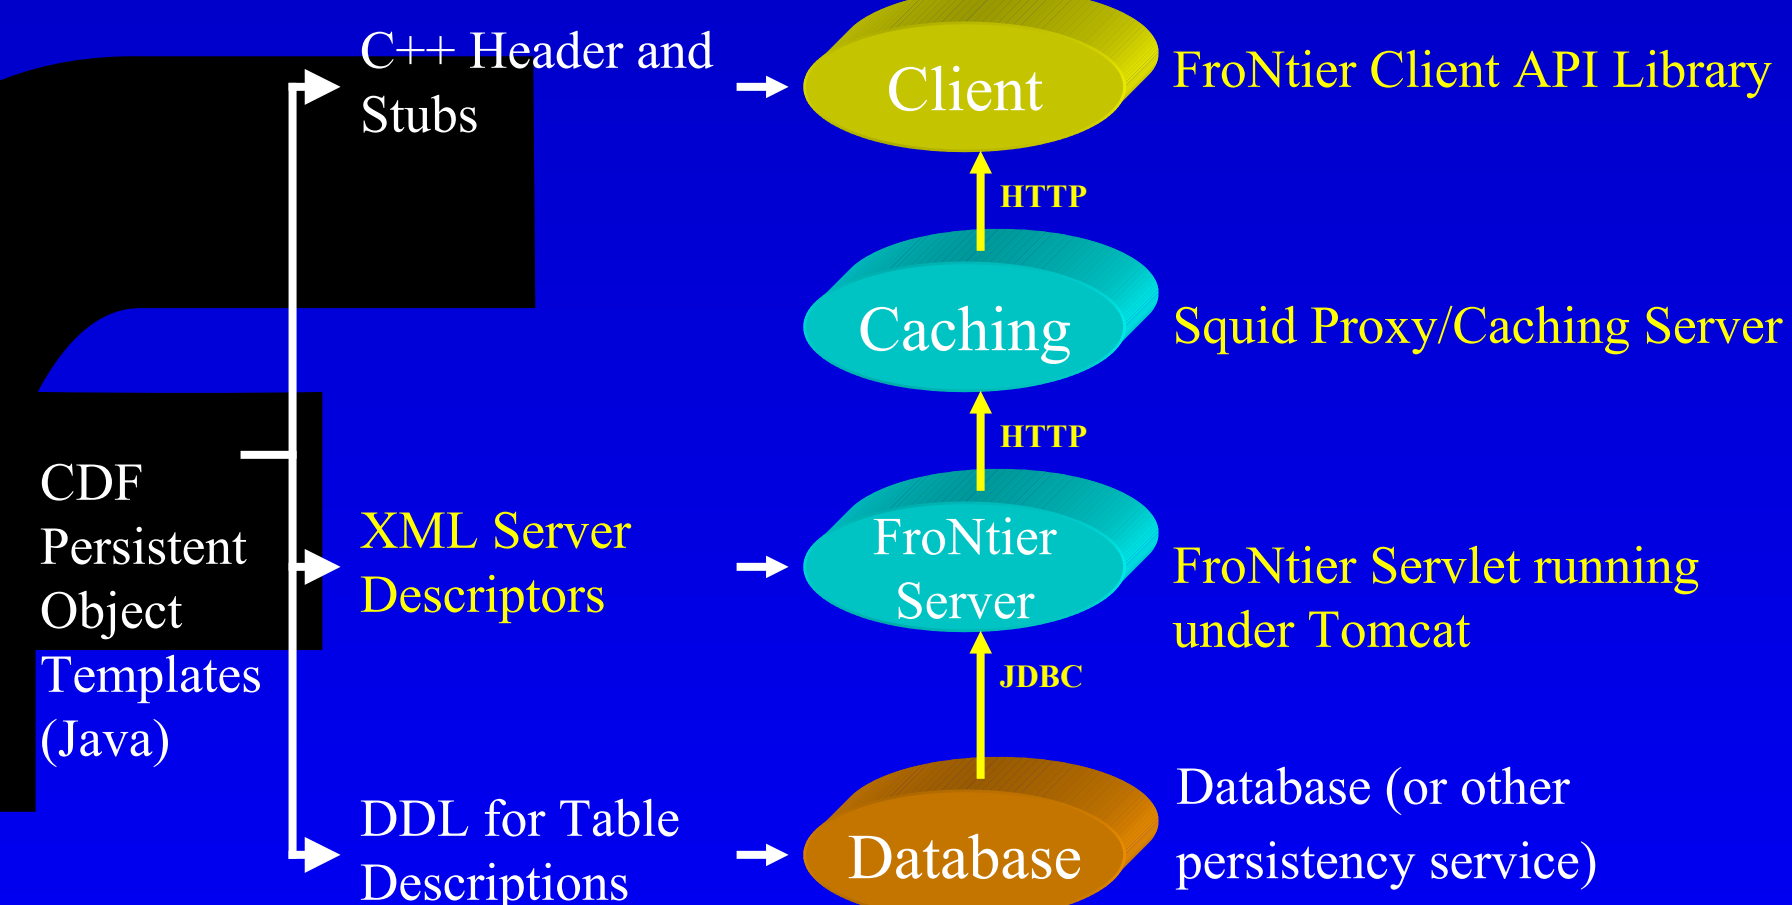 C++ Header and
Stubs
Client
FroNtier Client API Library
HTTP
Caching
Squid Proxy/Caching Server
HTTP
CDF
Persistent
Object
Templates
(Java)
XML Server
Descriptors
FroNtier
Server
FroNtier Servlet running
under Tomcat
JDBC
DDL for Table
Descriptions
Database
Database (or other
persistency service)